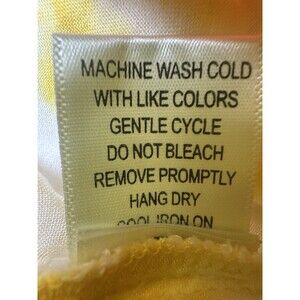 MACHINE WASH COLD
WITH LIKE COLORS
GENTLE CYCLE
DO NOT BLEACH
REMOVE PROMPTLY
HANG DRY
COOL IRON ON